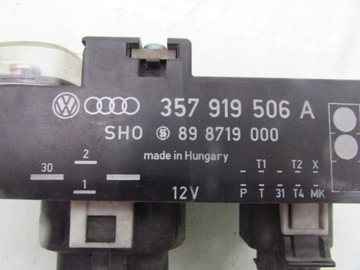 357 919 506 A
SHO 89 8719 000
made in Hungary
2
30
1
12V
T1 T2 X
P T 31 T4 MK